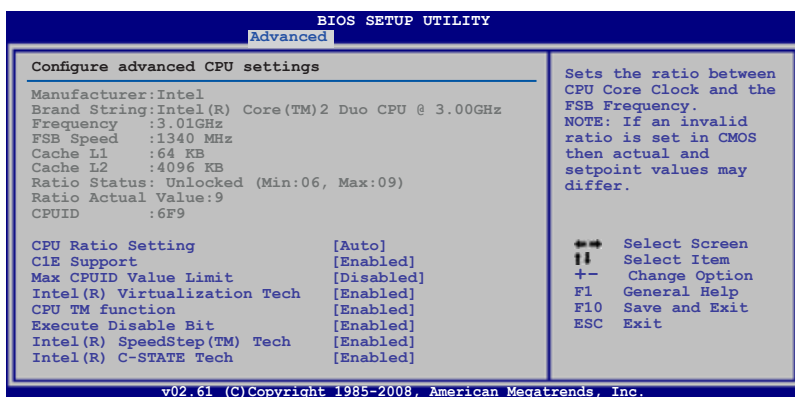 BIOS SETUP UTILITY
Advanced
Configure advanced CPU settings
Manufacturer:Intel
Brand String:Intel(R) Core(TM)2 Duo CPU @ 3.00GHz
Frequency :3.01GHz
FSB Speed :1340 MHz
Cache L1 :64 KB
Cache L2 :4096 KB
Ratio Status: Unlocked (Min:06, Max:09)
Ratio Actual Value:9
CPUID :6F9
CPU Ratio Setting [Auto]
C1E Support [Enabled]
Max CPUID Value Limit [Disabled]
Intel(R) Virtualization Tech [Enabled]
CPU TM function [Enabled]
Execute Disable Bit [Enabled]
Intel(R) SpeedStep(TM) Tech [Enabled]
Intel(R) C-STATE Tech [Enabled]
Sets the ratio between
CPU Core Clock and the
FSB Frequency.
NOTE: If an invalid
ratio is set in CMOS
then actual and
setpoint values may
differ.
←→ Select Screen
↑↓ Select Item
+- Change Option
F1 General Help
F10 Save and Exit
ESC Exit
v02.61 (C)Copyright 1985-2008, American Megatrends, Inc.